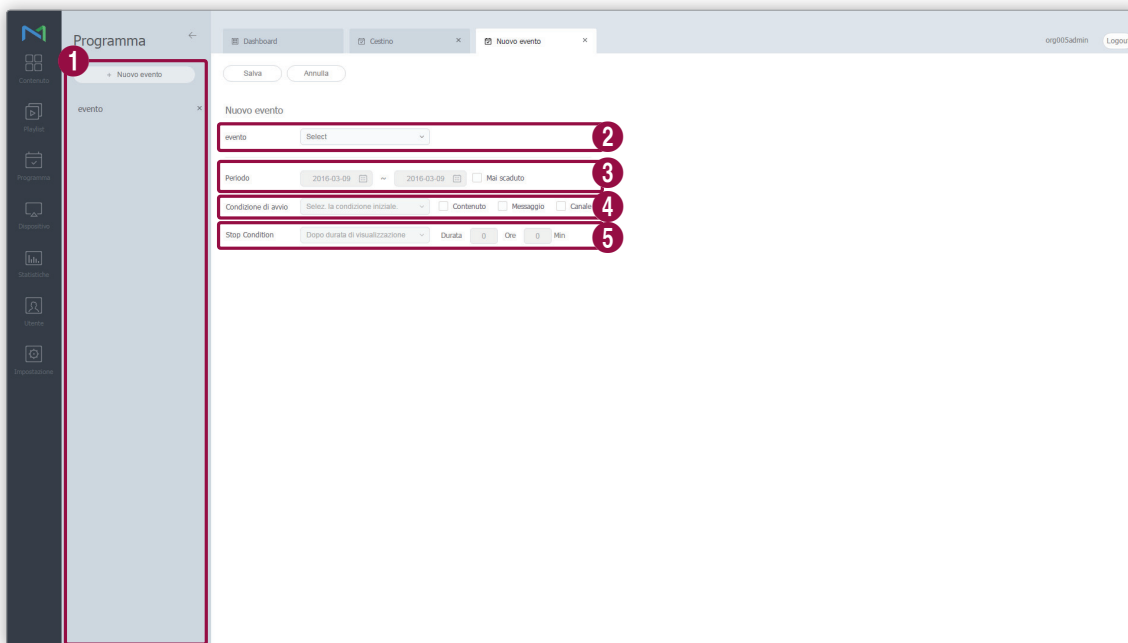 Programma
←
Dashboard
Cestino ×
Nuovo evento ×
org005admin
Logout
Contenuto
Playlist
Programma
Dispositivo
Statistiche
Utente
Impostazione
1
+ Nuovo evento
evento ×
Salva
Annulla
Nuovo evento
evento Select 2
Periodo 2016-03-09 ~ 2016-03-09 Mai scaduto 3
Condizione di avvio Selez. la condizione iniziale. Contenuto Messaggio Canale 4
Stop Condition Dopo durata di visualizzazione Durata 0 Ore 0 Min 5